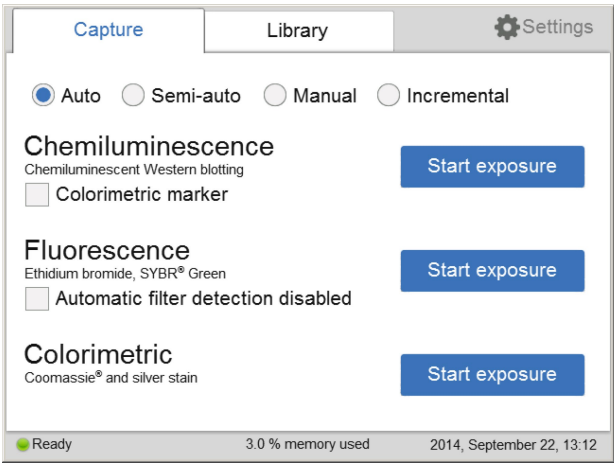 Capture Library Settings
Auto Semi-auto Manual Incremental
Chemiluminescence
Chemiluminescent Western blotting
Start exposure
Colorimetric marker
Fluorescence
Ethidium bromide, SYBR® Green
Start exposure
Automatic filter detection disabled
Colorimetric
Coomassie® and silver stain
Start exposure
Ready 3.0 % memory used 2014, September 22, 13:12